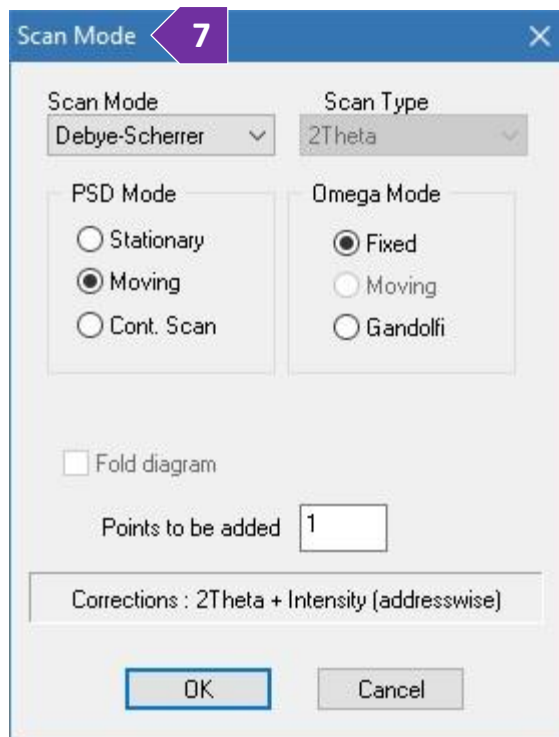 Scan Mode 7
Scan Mode Scan Type
Debye-Scherrer 2Theta
PSD Mode Omega Mode
Stationary Fixed
Moving Moving
Cont. Scan Gandolfi
Fold diagram
Points to be added 1
Corrections : 2Theta + Intensity (addresswise)
OK Cancel